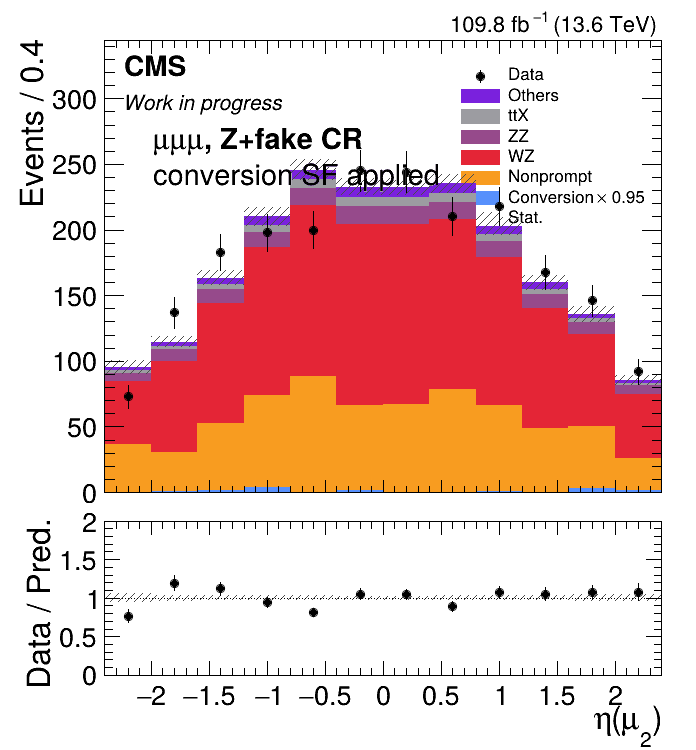 109.8 fb⁻¹ (13.6 TeV)
CMS
Work in progress
μμμ, Z+fake CR
conversion SF applied
Data
Others
ttX
ZZ
WZ
Nonprompt
Conversion × 0.95
Stat.
Events / 0.4
300
250
200
150
100
50
0
Data / Pred.
2
1.5
1
0.5
0
−2 −1.5 −1 −0.5 0 0.5 1 1.5 2
η(μ₂)